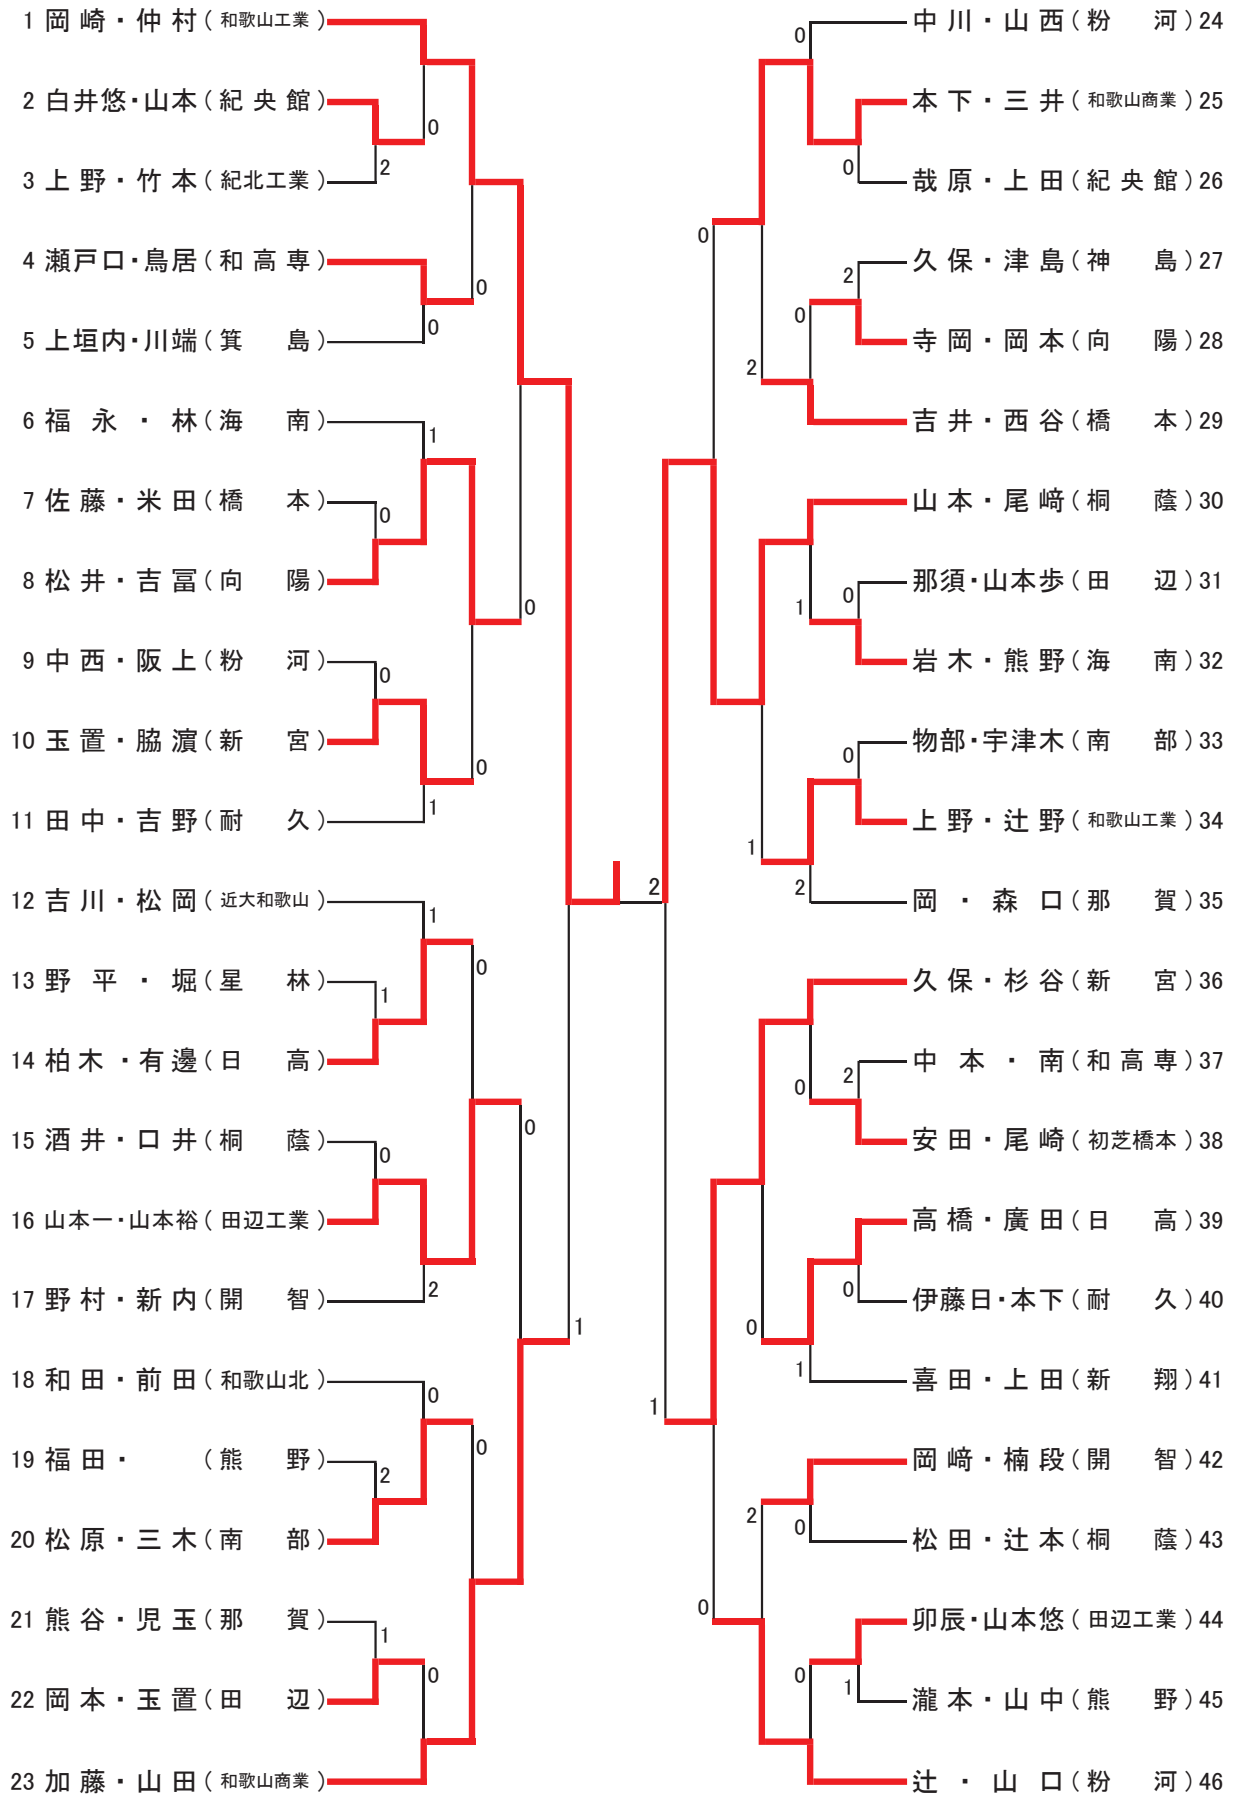 1 岡崎・仲村(和歌山工業)
2 白井悠・山本(紀央館)
3 上野・竹本(紀北工業)
4 瀬戸口・鳥居(和高専)
5 上垣内・川端(箕島)
6 福永・林(海南)
7 佐藤・米田(橋本)
8 松井・吉冨(向陽)
9 中西・阪上(粉河)
10 玉置・脇濵(新宮)
11 田中・吉野(耐久)
12 吉川・松岡(近大和歌山)
13 野平・堀(星林)
14 柏木・有邊(日高)
15 酒井・口井(桐蔭)
16 山本一・山本裕(田辺工業)
17 野村・新内(開智)
18 和田・前田(和歌山北)
19 福田・(熊野)
20 松原・三木(南部)
21 熊谷・児玉(那賀)
22 岡本・玉置(田辺)
23 加藤・山田(和歌山商業)
0
2
0
0
0
1
0
0
0
0
1
1
0
1
0
0
2
1
0
0
2
1
0
2
0
0
0
2
0
2
0
1
0
1
2
2
0
0
0
1
1
2
0
0
0
1
中川・山西(粉河)24
本下・三井(和歌山商業)25
哉原・上田(紀央館)26
久保・津島(神島)27
寺岡・岡本(向陽)28
吉井・西谷(橋本)29
山本・尾﨑(桐蔭)30
那須・山本歩(田辺)31
岩木・熊野(海南)32
物部・宇津木(南部)33
上野・辻野(和歌山工業)34
岡・森口(那賀)35
久保・杉谷(新宮)36
中本・南(和高専)37
安田・尾崎(初芝橋本)38
高橋・廣田(日高)39
伊藤日・本下(耐久)40
喜田・上田(新翔)41
岡﨑・楠段(開智)42
松田・辻本(桐蔭)43
卯辰・山本悠(田辺工業)44
瀧本・山中(熊野)45
辻・山口(粉河)46